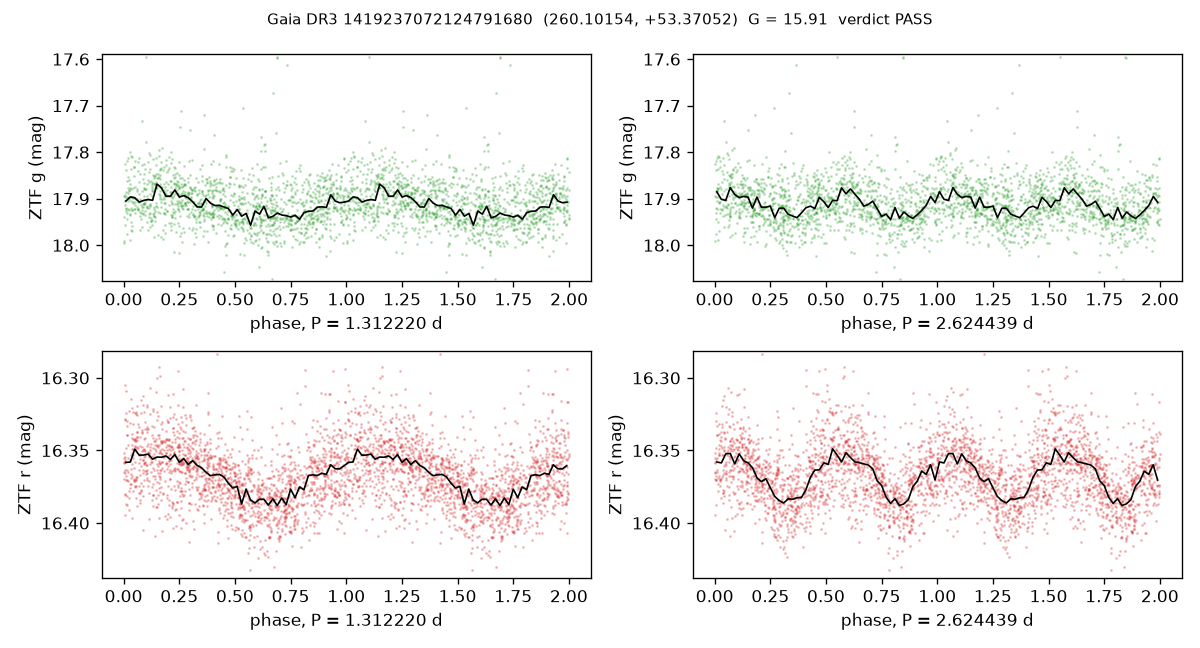 Gaia DR3 1419237072124791680 (260.10154, +53.37052) G = 15.91 verdict PASS
17.6
17.7
17.8
17.9
18.0
ZTF g (mag)
0.00 0.25 0.50 0.75 1.00 1.25 1.50 1.75 2.00
phase, P = 1.312220 d
17.6
17.7
17.8
17.9
18.0
ZTF g (mag)
0.00 0.25 0.50 0.75 1.00 1.25 1.50 1.75 2.00
phase, P = 2.624439 d
16.30
16.35
16.40
ZTF r (mag)
0.00 0.25 0.50 0.75 1.00 1.25 1.50 1.75 2.00
phase, P = 1.312220 d
16.30
16.35
16.40
ZTF r (mag)
0.00 0.25 0.50 0.75 1.00 1.25 1.50 1.75 2.00
phase, P = 2.624439 d